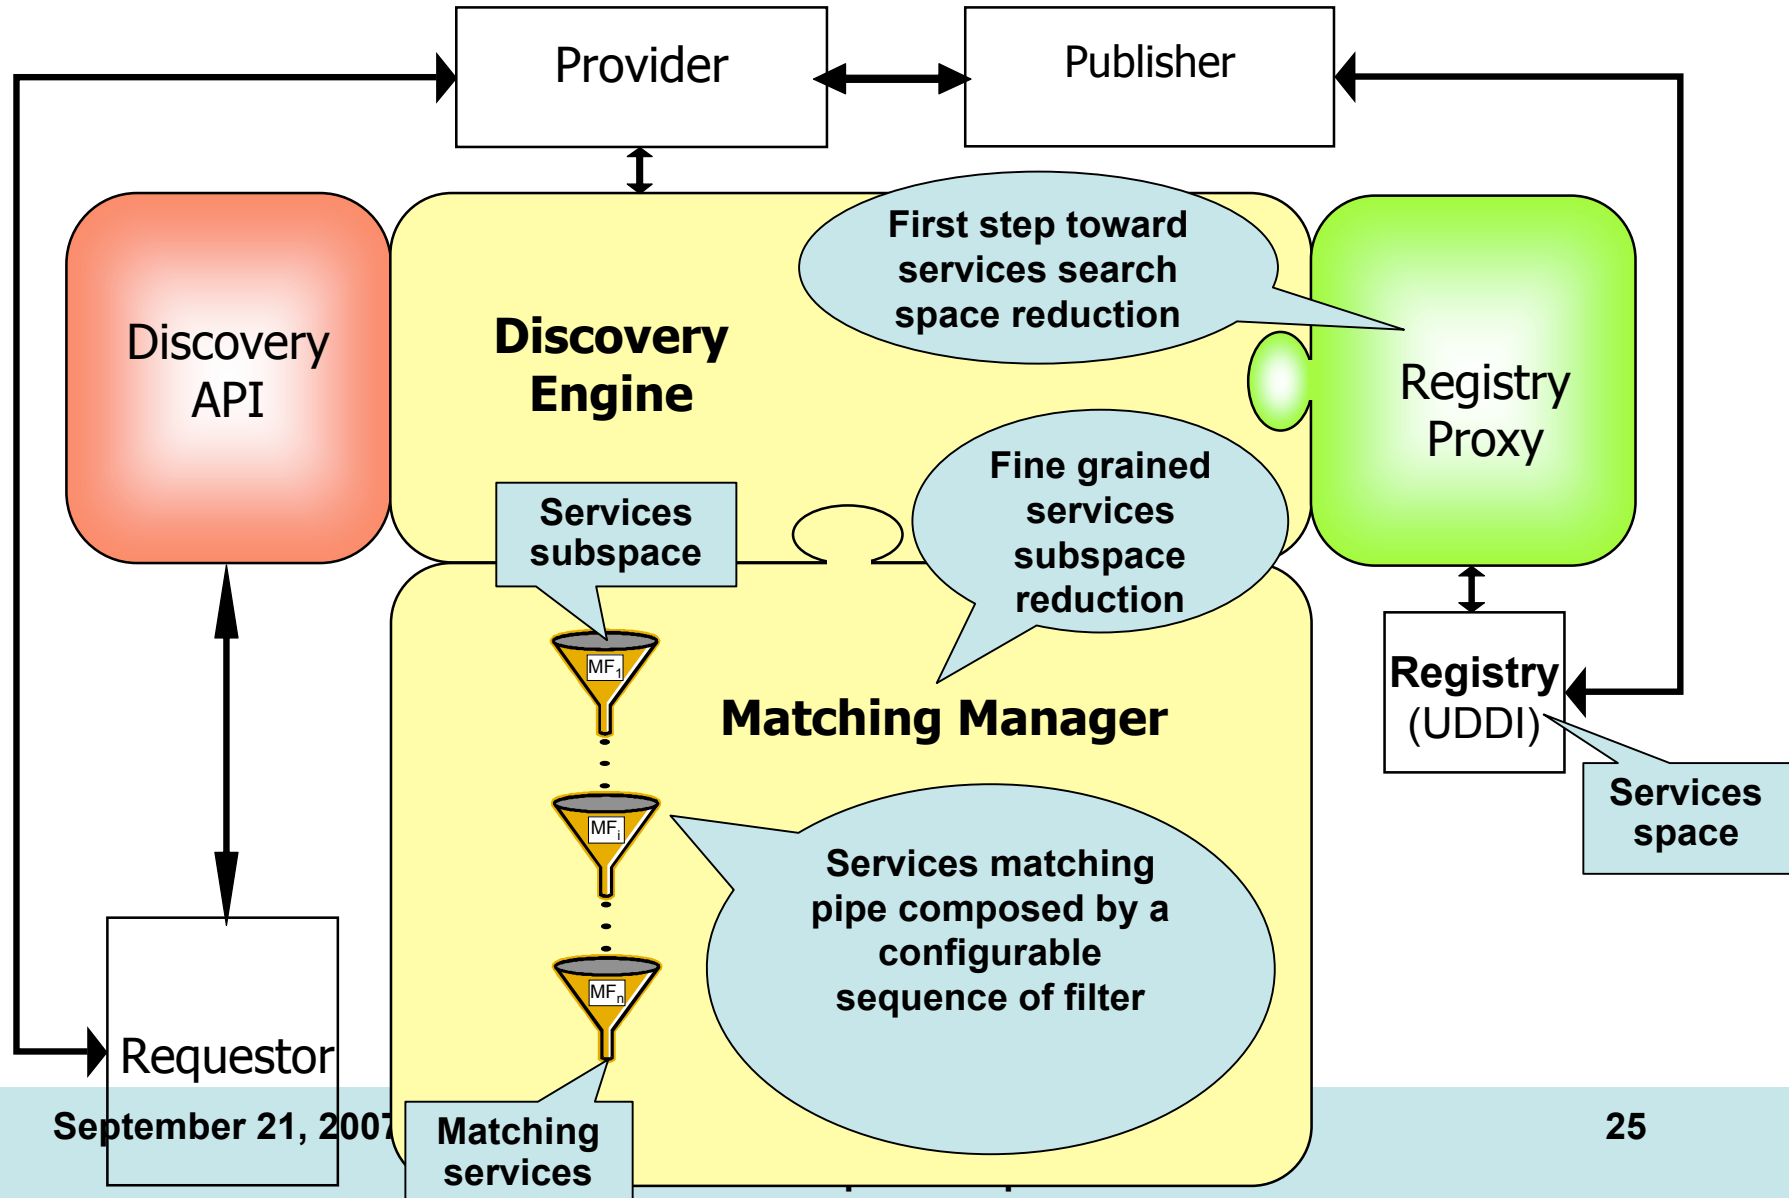 Provider
Publisher
First step toward
services search
space reduction
Discovery
API
Discovery
Engine
Registry
Proxy
Fine grained
services
subspace
reduction
Services
subspace
MF1
Matching Manager
Registry
(UDDI)
Services
space
MFi
Services matching
pipe composed by a
configurable
sequence of filter
MFn
Requestor
September 21, 2007
Matching
services
25